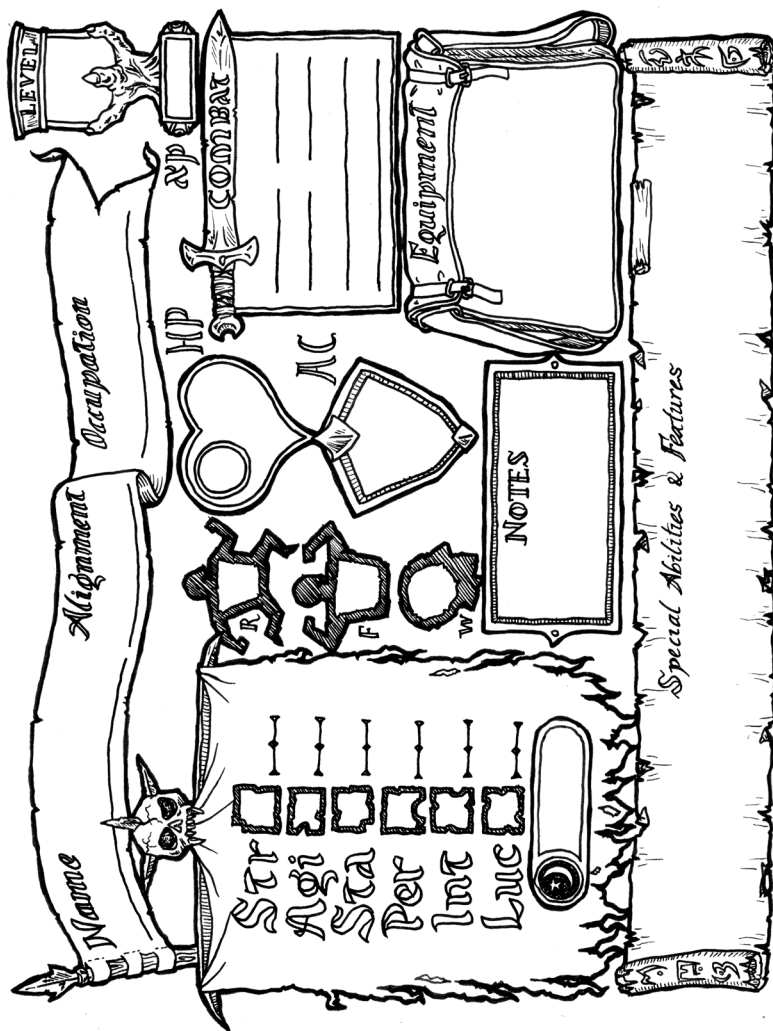 Name
Alignment
Occupation
LEVEL
XP
Str
Agi
Sta
Per
Int
Luc
R
F
W
HP
AC
COMBAT
NOTES
Equipment
Special Abilities & Features